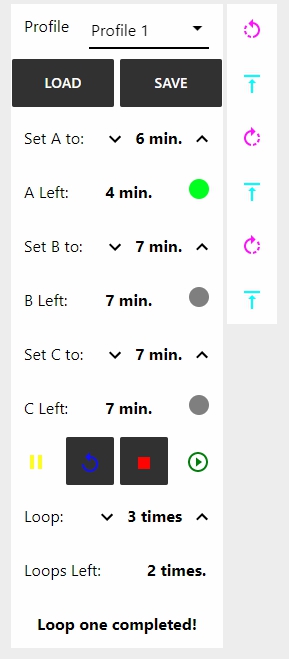 Profile Profile 1
LOAD SAVE
Set A to: 6 min.
A Left: 4 min.
Set B to: 7 min.
B Left: 7 min.
Set C to: 7 min.
C Left: 7 min.
Loop: 3 times
Loops Left: 2 times.
Loop one completed!